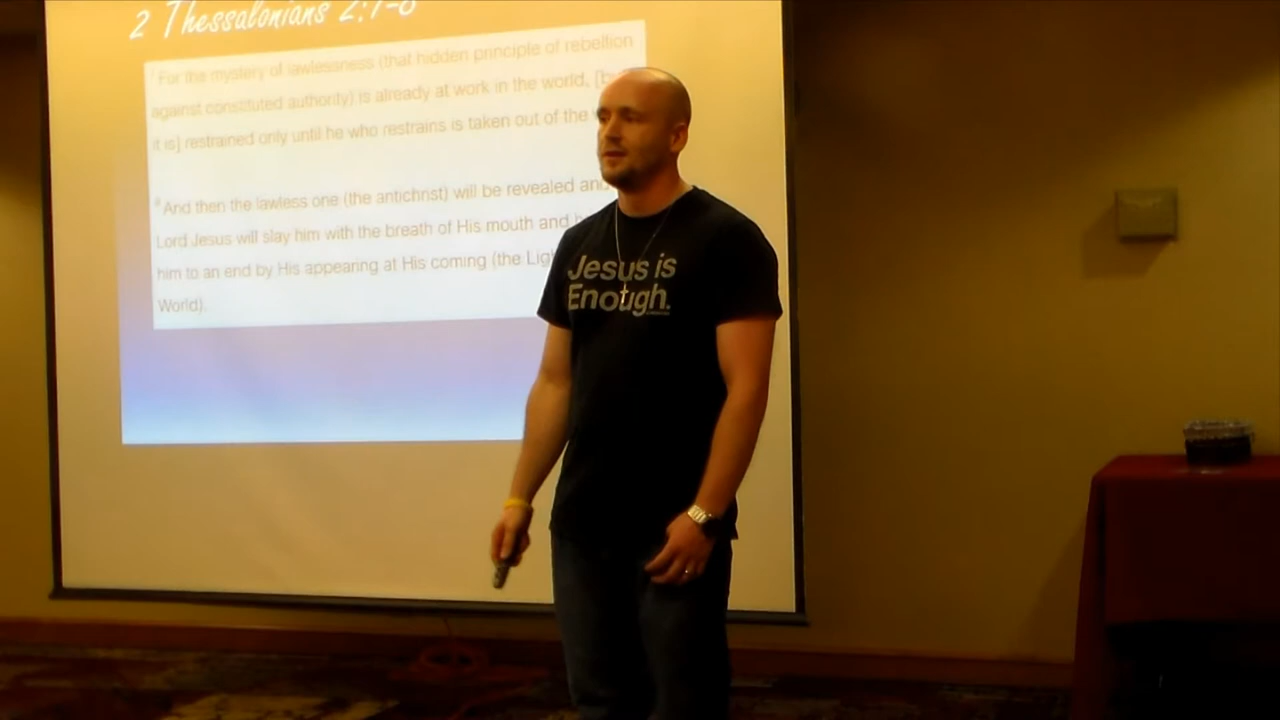 2 Thessalonians 2:7-8
7 For the mystery of lawlessness (that hidden principle of rebellion
against constituted authority) is already at work in the world,
it is] restrained only until he who restrains is taken out of the
8 And then the lawless one (the antichrist) will be revealed and
Lord Jesus will slay him with the breath of His mouth and
him to an end by His appearing at His coming (the
World).
Jesus is
Enough.